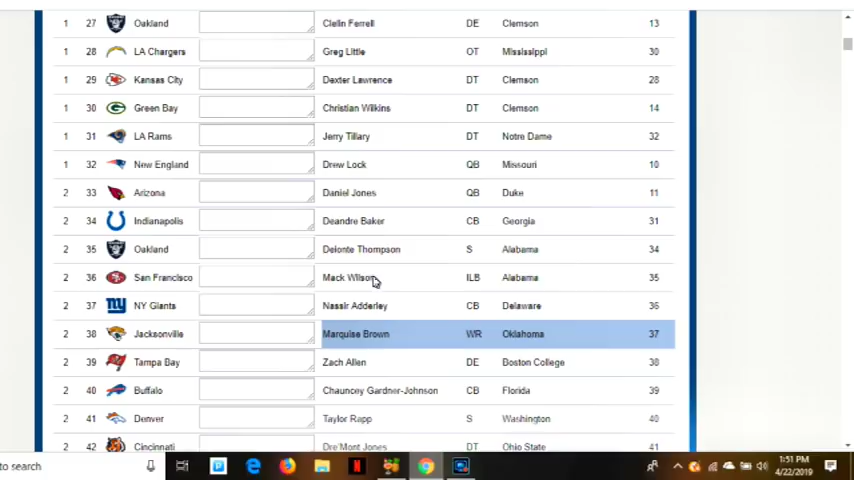 1 27 Oakland Clelin Ferrell DE Clemson 13
1 28 LA Chargers Greg Little OT Mississippi 30
1 29 Kansas City Dexter Lawrence DT Clemson 28
1 30 Green Bay Christian Wilkins DT Clemson 14
1 31 LA Rams Jerry Tillary DT Notre Dame 32
1 32 New England Drew Lock QB Missouri 10
2 33 Arizona Daniel Jones QB Duke 11
2 34 Indianapolis Deandre Baker CB Georgia 31
2 35 Oakland Deionte Thompson S Alabama 34
2 36 San Francisco Mack Wilson ILB Alabama 35
2 37 NY Giants Nassir Adderley CB Delaware 36
2 38 Jacksonville Marquise Brown WR Oklahoma 37
2 39 Tampa Bay Zach Allen DE Boston College 38
2 40 Buffalo Chauncey Gardner-Johnson CB Florida 39
2 41 Denver Taylor Rapp S Washington 40
2 42 Cincinnati Dre'Mont Jones DT Ohio State 41
to search
1:51 PM
4/22/2019